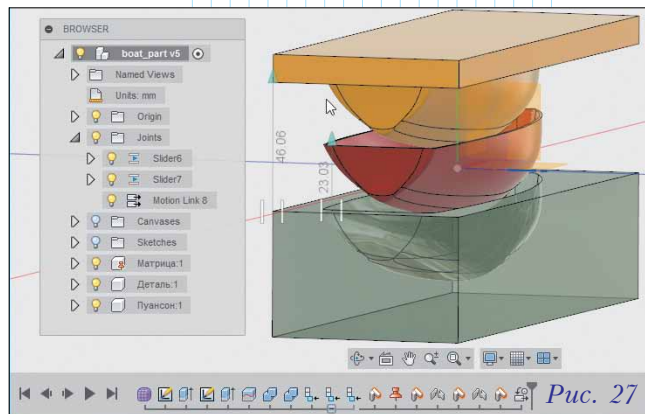 BROWSER
boat_part v5
Named Views
Units: mm
Origin
Joints
Slider6
Slider7
Motion Link 8
Canvases
Sketches
Матрица:1
Деталь:1
Пуансон:1
46.06
23.03
Рис. 27